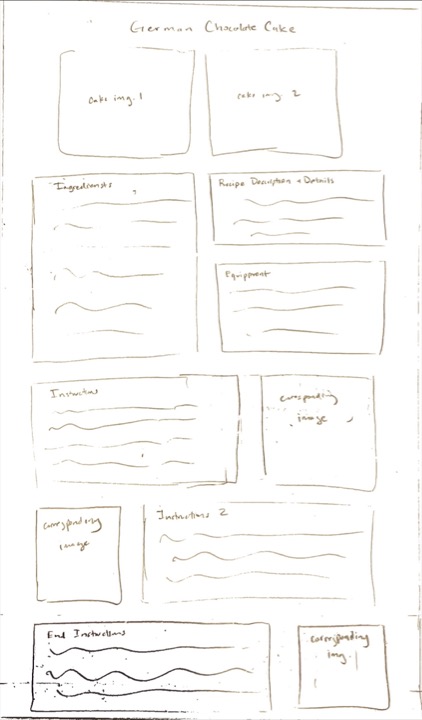 German Chocolate Cake
cake img. 1
cake img. 2
Ingredients
Recipe Description + Details
Equipment
Instructions
corresponding
image
corresponding
image
Instructions 2
End Instructions
corresponding
img.